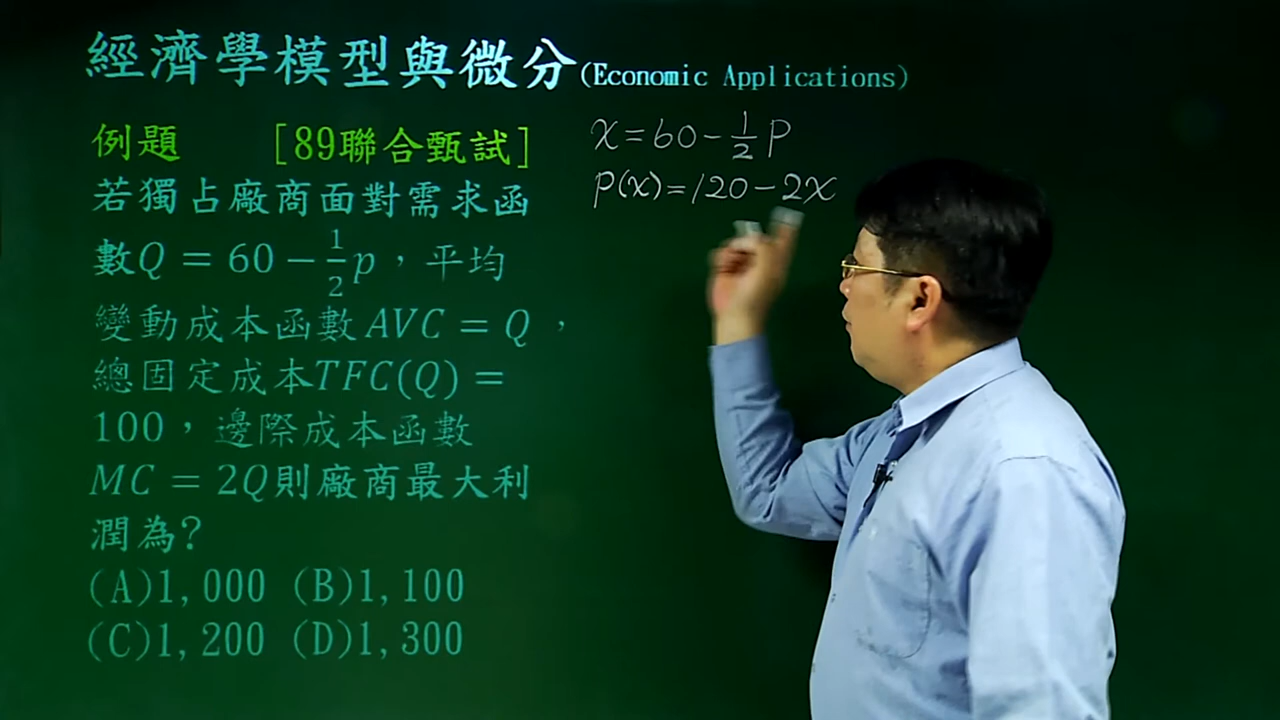 經濟學模型與微分(Economic Applications)
例題 [89聯合甄試]
若獨占廠商面對需求函
數Q = 60 − 1/2 p，平均
變動成本函數AVC = Q，
總固定成本TFC(Q) =
100，邊際成本函數
MC = 2Q則廠商最大利
潤為?
(A)1,000 (B)1,100
(C)1,200 (D)1,300
x=60-1/2 P
P(x)=120-2x